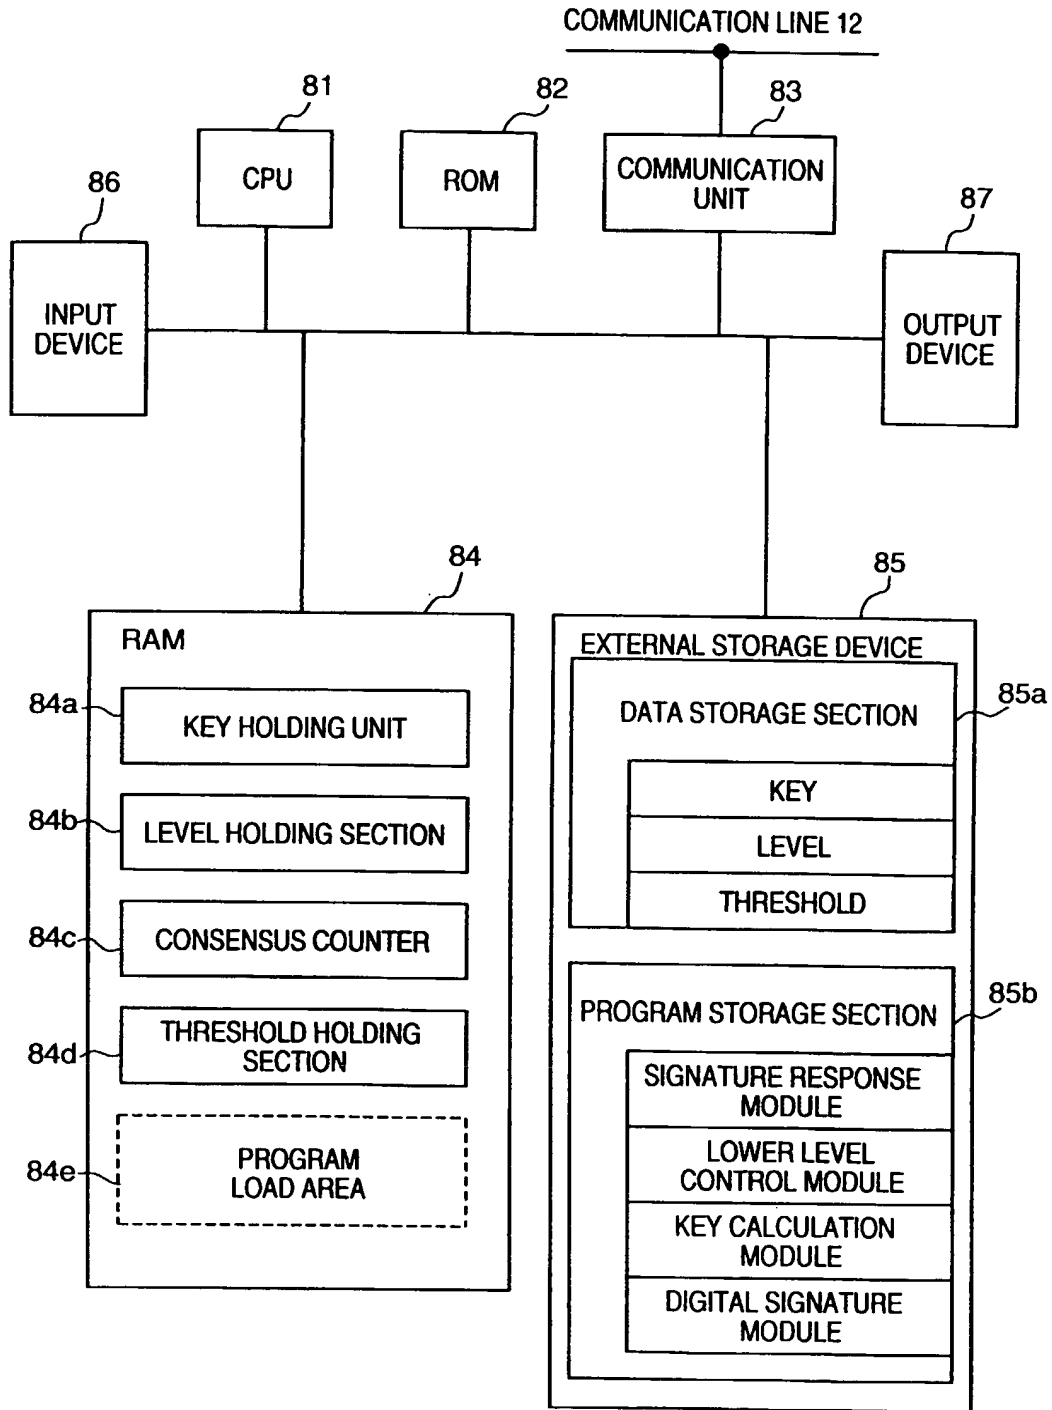 COMMUNICATION LINE 12
81
82
83
86
CPU
ROM
COMMUNICATION
UNIT
87
INPUT
DEVICE
OUTPUT
DEVICE
84
85
RAM
EXTERNAL STORAGE DEVICE
84a
KEY HOLDING UNIT
DATA STORAGE SECTION
85a
KEY
84b
LEVEL HOLDING SECTION
LEVEL
THRESHOLD
84c
CONSENSUS COUNTER
84d
THRESHOLD HOLDING
SECTION
PROGRAM STORAGE SECTION
85b
SIGNATURE RESPONSE
MODULE
84e
PROGRAM
LOAD AREA
LOWER LEVEL
CONTROL MODULE
KEY CALCULATION
MODULE
DIGITAL SIGNATURE
MODULE